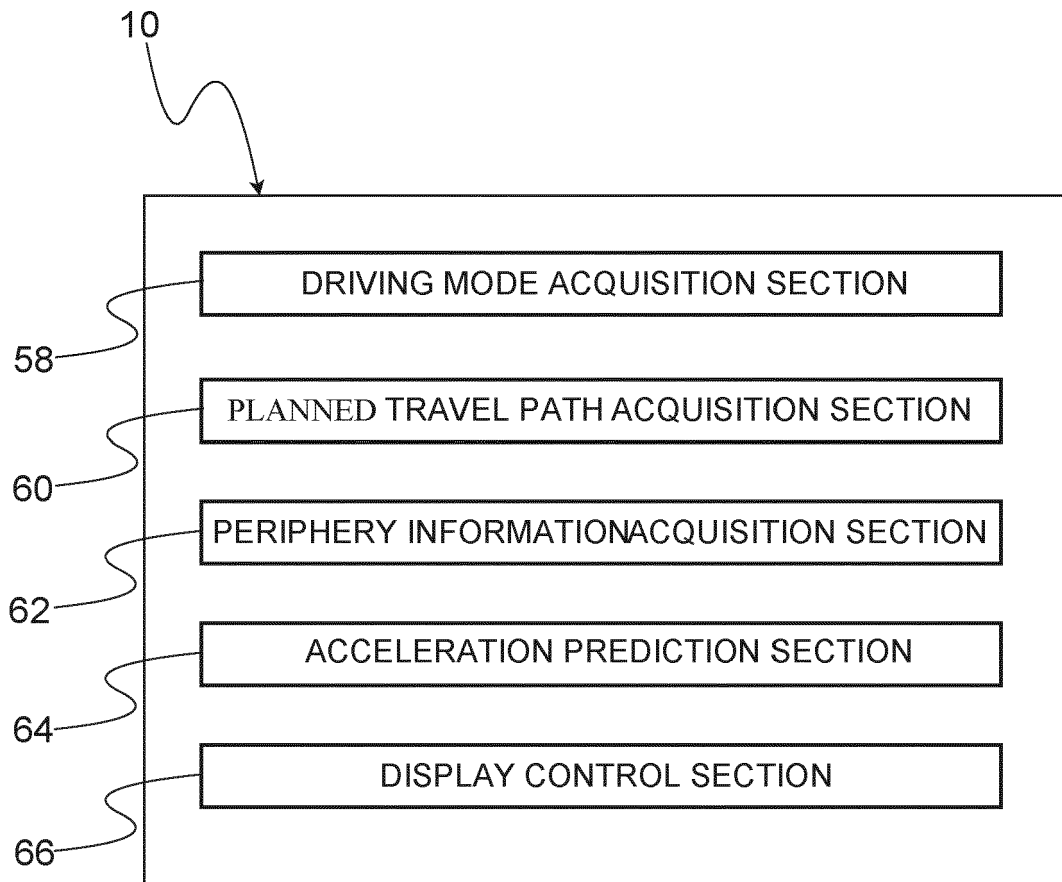 10
DRIVING MODE ACQUISITION SECTION
58
PLANNED TRAVEL PATH ACQUISITION SECTION
60
PERIPHERY INFORMATIONACQUISITION SECTION
62
ACCELERATION PREDICTION SECTION
64
DISPLAY CONTROL SECTION
66